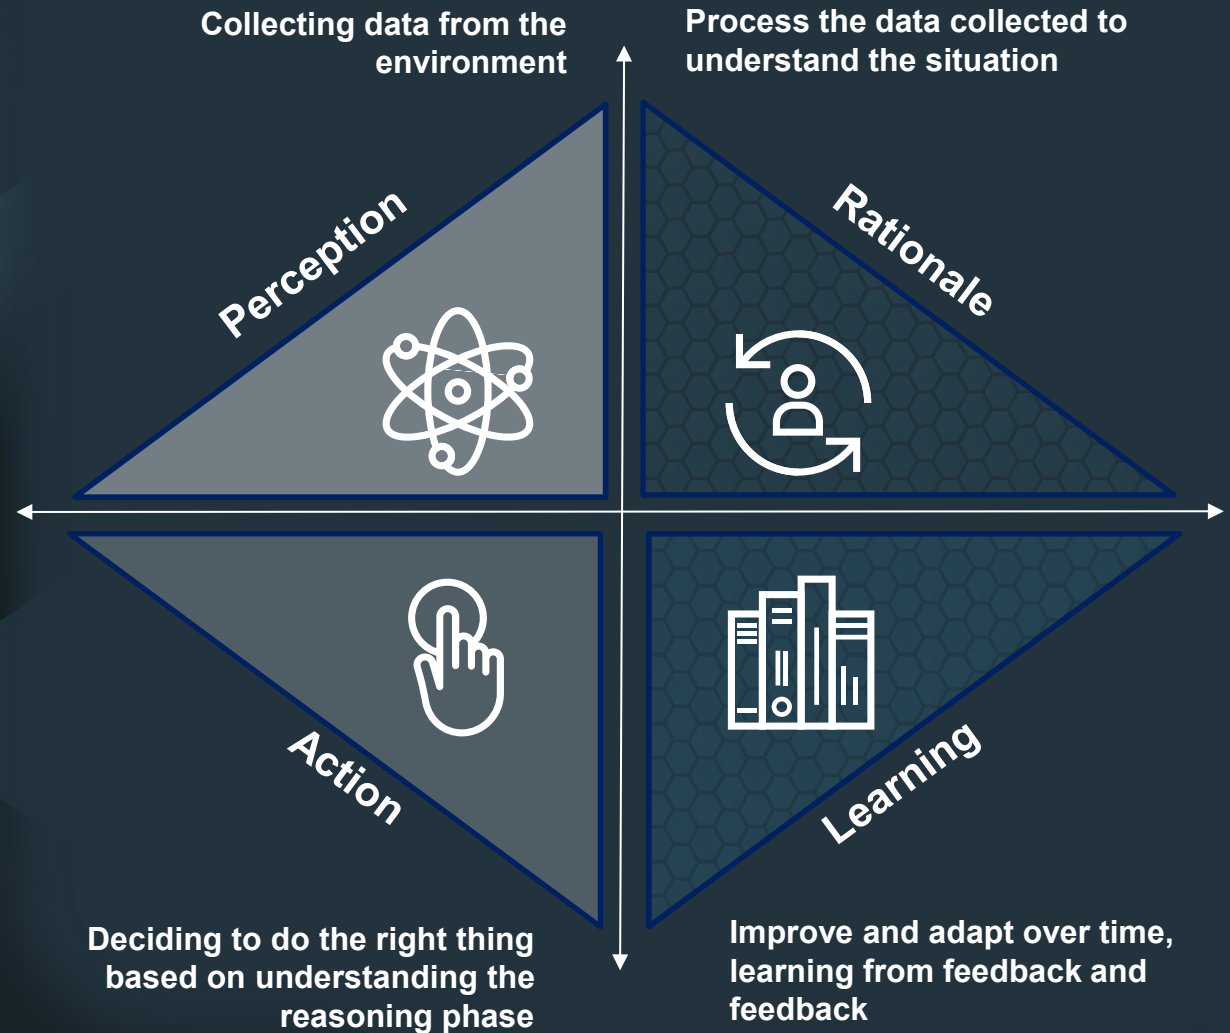 Collecting data from the
environment
Process the data collected to
understand the situation
Perception
Rationale
Action
Learning
Deciding to do the right thing
based on understanding the
reasoning phase
Improve and adapt over time,
learning from feedback and
feedback